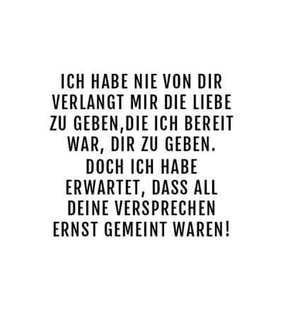 ICH HABE NIE VON DIR
VERLANGT MIR DIE LIEBE
ZU GEBEN,DIE ICH BEREIT
WAR, DIR ZU GEBEN.
DOCH ICH HABE
ERWARTET, DASS ALL
DEINE VERSPRECHEN
ERNST GEMEINT WAREN!